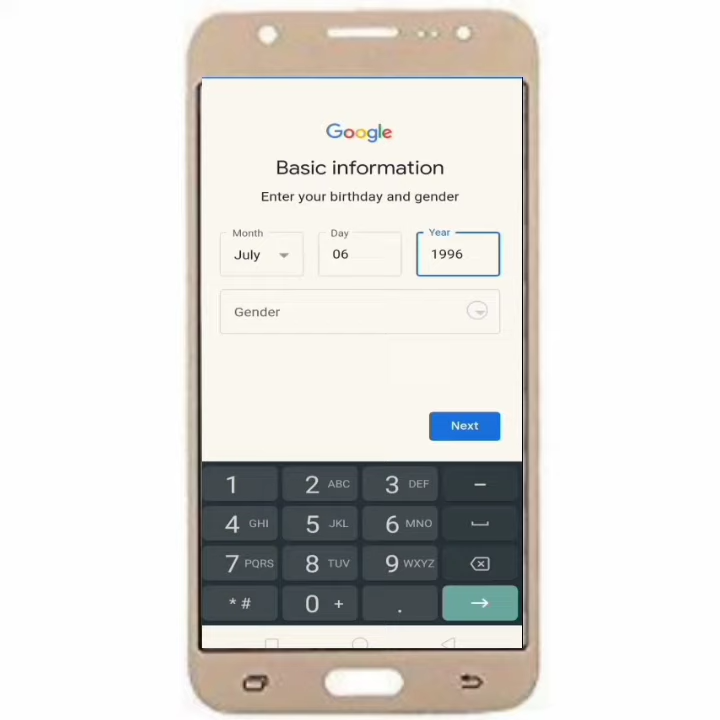 Google
Basic information
Enter your birthday and gender
Month Day Year
July 06 1996
Gender
Next
1 2 ABC 3 DEF –
4 GHI 5 JKL 6 MNO
7 PQRS 8 TUV 9 WXYZ
* # 0 + .